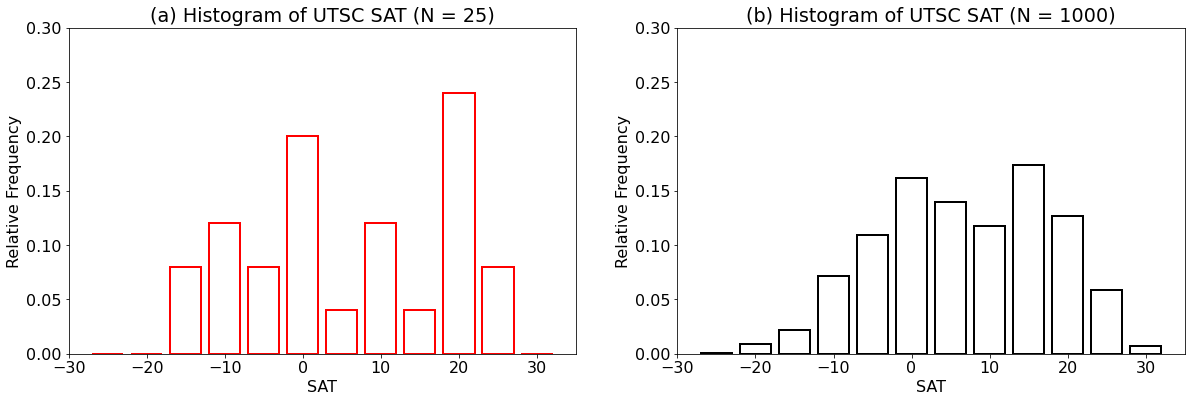 (a) Histogram of UTSC SAT (N = 25)
0.30
0.25
0.20
0.15
0.10
0.05
0.00
Relative Frequency
−30 −20 −10 0 10 20 30
SAT
(b) Histogram of UTSC SAT (N = 1000)
0.30
0.25
0.20
0.15
0.10
0.05
0.00
Relative Frequency
−30 −20 −10 0 10 20 30
SAT